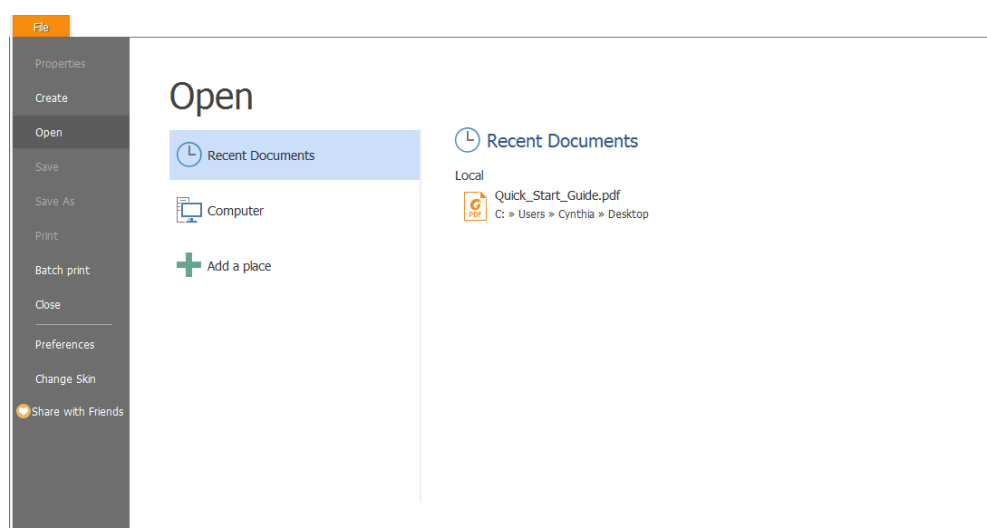 File
Properties
Create
Open
Save
Save As
Print
Batch print
Close
Preferences
Change Skin
Share with Friends
Open
Recent Documents
Computer
Add a place
Recent Documents
Local
G
PDF
Quick_Start_Guide.pdf
C: » Users » Cynthia » Desktop